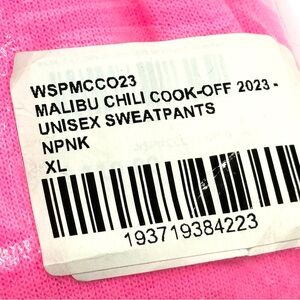 WSPMCCO23
MALIBU CHILI COOK-OFF 2023 -
UNISEX SWEATPANTS
NPNK
XL
193719384223